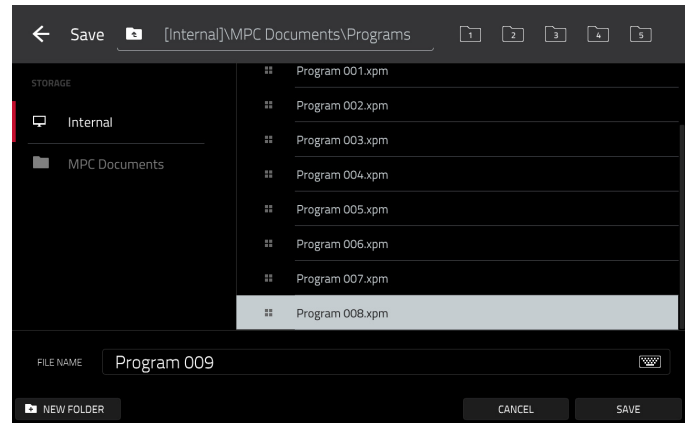 Save [Internal]\MPC Documents\Programs 1 2 3 4 5
STORAGE
Internal
MPC Documents
Program 001.xpm
Program 002.xpm
Program 003.xpm
Program 004.xpm
Program 005.xpm
Program 006.xpm
Program 007.xpm
Program 008.xpm
FILE NAME Program 009
NEW FOLDER CANCEL SAVE